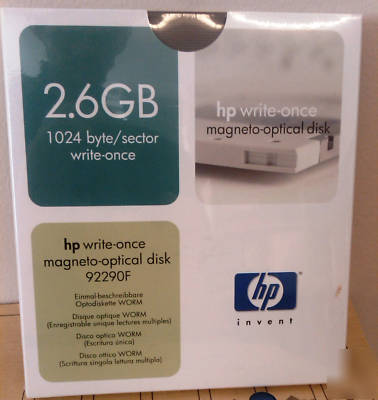 2.6GB
1024 byte/sector
write-once
hp write-once
magneto-optical disk
hp write-once
magneto-optical disk
92290F
Einmal-beschreibbare
Optodiskette WORM
Disque optique WORM
(Enregistrable unique lectures multiples)
Disco optico WORM
(Escritura única)
Disco ottico WORM
(Scrittura singola lettura multipla)
hp
invent